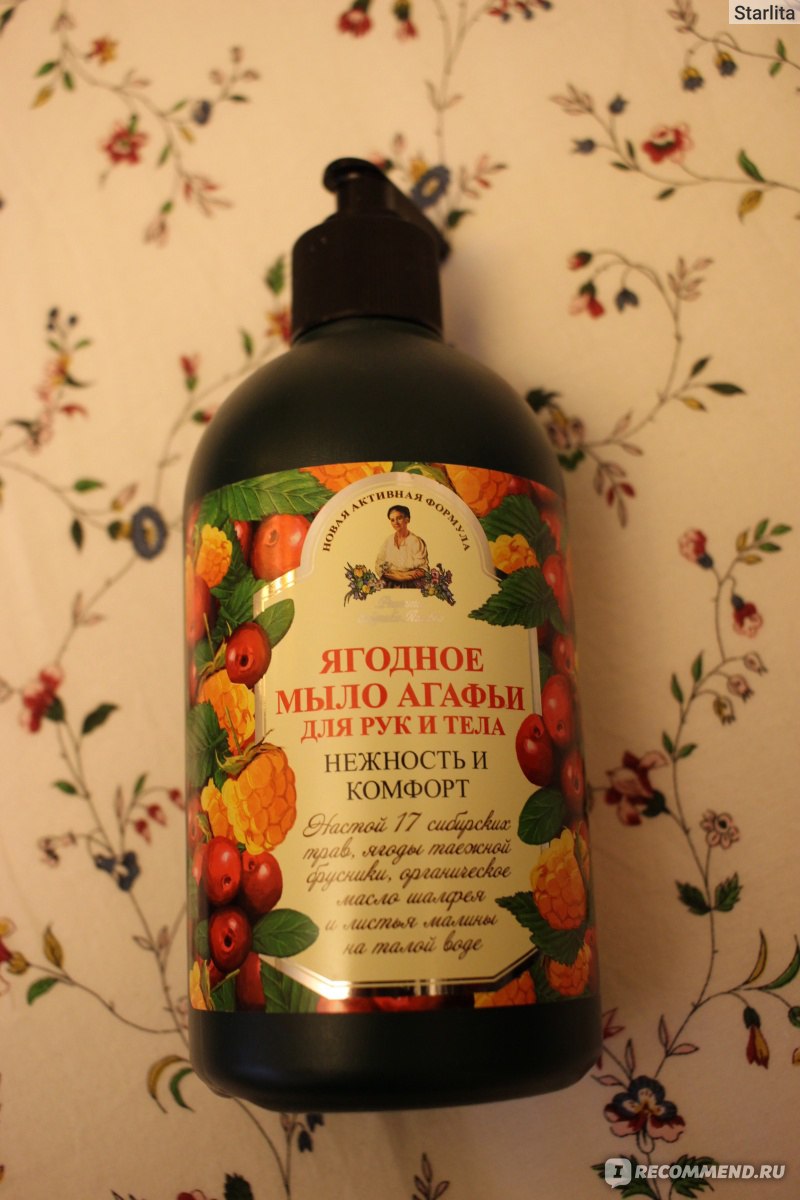 Starlita
НОВАЯ АКТИВНАЯ ФОРМУЛА
ЯГОДНОЕ
МЫЛО АГАФЬИ
ДЛЯ РУК И ТЕЛА
НЕЖНОСТЬ И
КОМФОРТ
Настой 17 сибирских
трав, ягоды таежной
брусники, органическое
масло шалфея
и листья малины
на талой воде
IRECOMMEND.RU